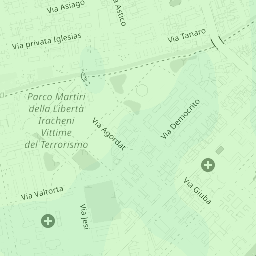 Via Asiago
Via Astico
Via privata Iglesias
Via Tanaro
Parco Martiri
della Libertà
Iracheni
Vittime
del Terrorismo
Via Agordat
Via Democrito
Via Valtorta
Via Jesi
Via Giuba